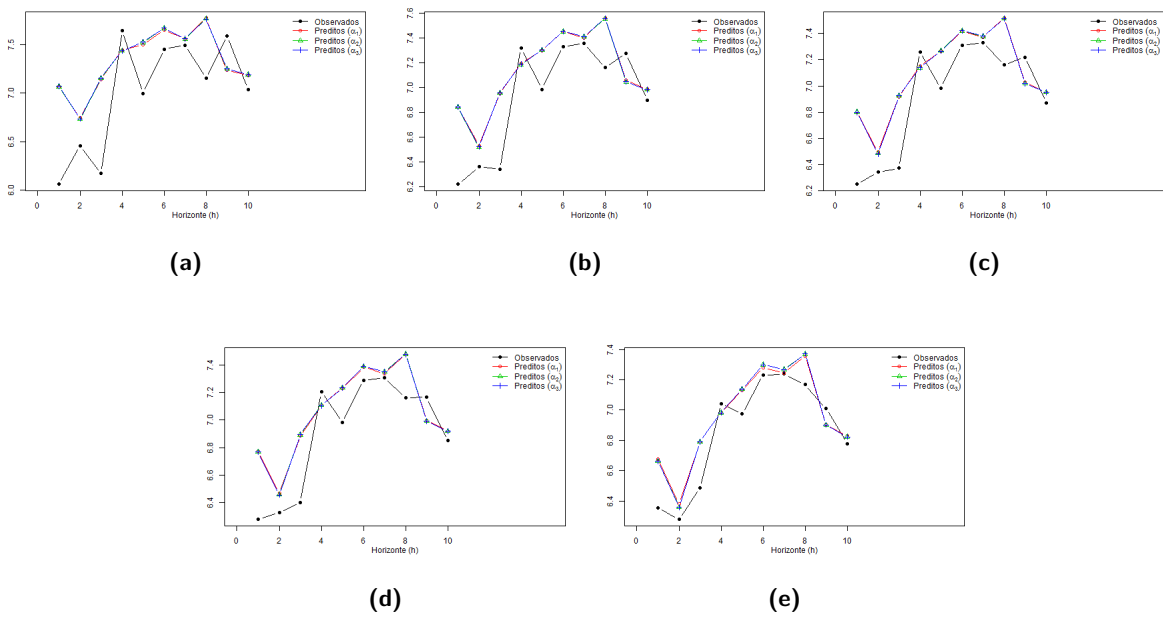 Observados
Preditos (α₁)
Preditos (α₂)
Preditos (α₃)
7.5
7.0
6.5
6.0
0 2 4 6 8 10
Horizonte (h)
(a)
Observados
Preditos (α₁)
Preditos (α₂)
Preditos (α₃)
7.6
7.4
7.2
7.0
6.8
6.6
6.4
6.2
0 2 4 6 8 10
Horizonte (h)
(b)
Observados
Preditos (α₁)
Preditos (α₂)
Preditos (α₃)
7.4
7.2
7.0
6.8
6.6
6.4
6.2
0 2 4 6 8 10
Horizonte (h)
(c)
Observados
Preditos (α₁)
Preditos (α₂)
Preditos (α₃)
7.4
7.2
7.0
6.8
6.6
6.4
0 2 4 6 8 10
Horizonte (h)
(d)
Observados
Preditos (α₁)
Preditos (α₂)
Preditos (α₃)
7.4
7.2
7.0
6.8
6.6
6.4
0 2 4 6 8 10
Horizonte (h)
(e)